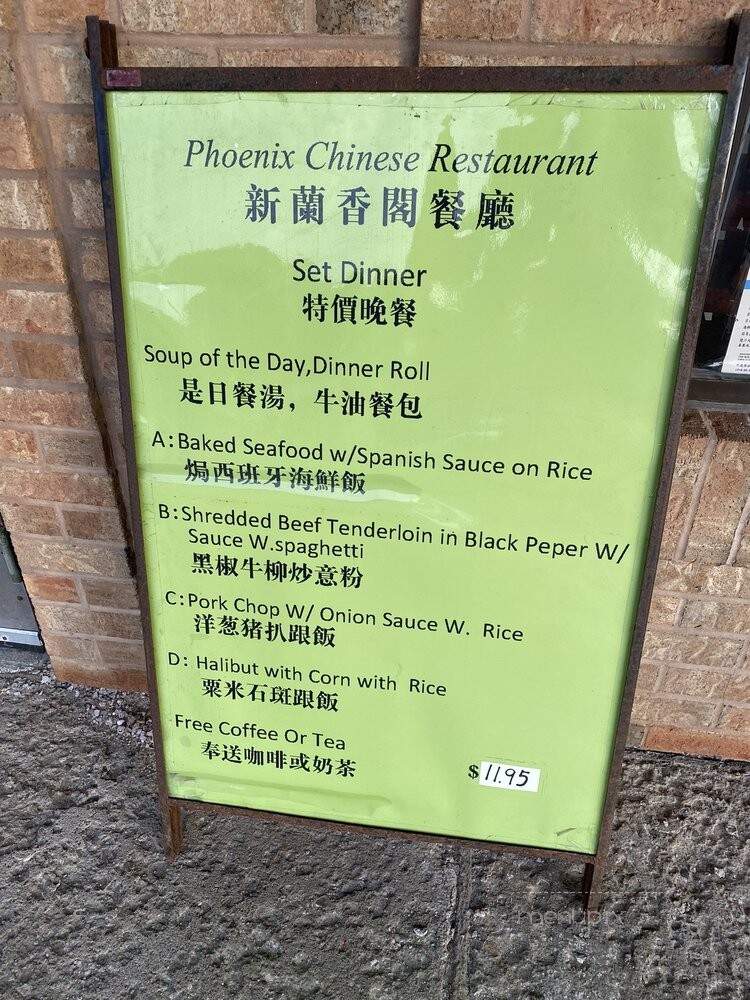 Phoenix Chinese Restaurant
新蘭香閣餐廳
Set Dinner
特價晚餐
Soup of the Day,Dinner Roll
是日餐湯，牛油餐包
A:Baked Seafood w/Spanish Sauce on Rice
焗西班牙海鮮飯
B:Shredded Beef Tenderloin in Black Peper W/
Sauce W.spaghetti
黑椒牛柳炒意粉
C:Pork Chop W/ Onion Sauce W. Rice
洋葱猪扒跟飯
D: Halibut with Corn with Rice
粟米石斑跟飯
Free Coffee Or Tea
奉送咖啡或奶茶
$11.95